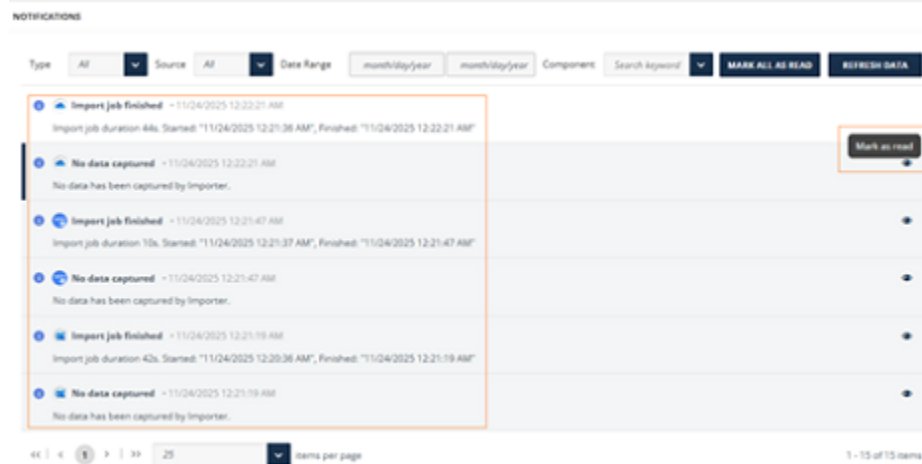 NOTIFICATIONS
Type All Source All Date Range month/day/year month/day/year Component Search keyword MARK ALL AS READ REFRESH DATA
Import job finished - 11/24/2025 12:22:21 AM
Import job duration 44s. Started: "11/24/2025 12:21:36 AM", Finished: "11/24/2025 12:22:21 AM"
Mark as read
No data captured - 11/24/2025 12:22:21 AM
No data has been captured by Importer.
Import job finished - 11/24/2025 12:21:47 AM
Import job duration 10s. Started: "11/24/2025 12:21:37 AM", Finished: "11/24/2025 12:21:47 AM"
No data captured - 11/24/2025 12:21:47 AM
No data has been captured by Importer.
Import job finished - 11/24/2025 12:21:19 AM
Import job duration 42s. Started: "11/24/2025 12:20:36 AM", Finished: "11/24/2025 12:21:19 AM"
No data captured - 11/24/2025 12:21:19 AM
No data has been captured by Importer.
1 25 items per page 1 - 15 of 15 items